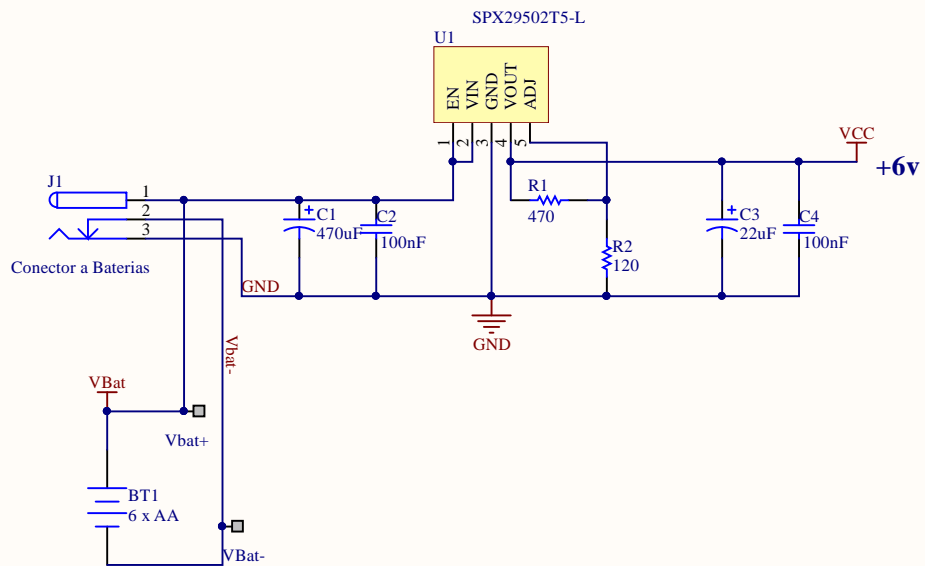 SPX29502T5-L
U1
EN
VIN
GND
VOUT
ADJ
1
2
3
4
5
VCC
+6v
J1
1
2
3
Conector a Baterias
+
C1
470uF
C2
100nF
R1
470
R2
120
+
C3
22uF
C4
100nF
GND
GND
Vbat-
VBat
Vbat+
BT1
6 x AA
VBat-